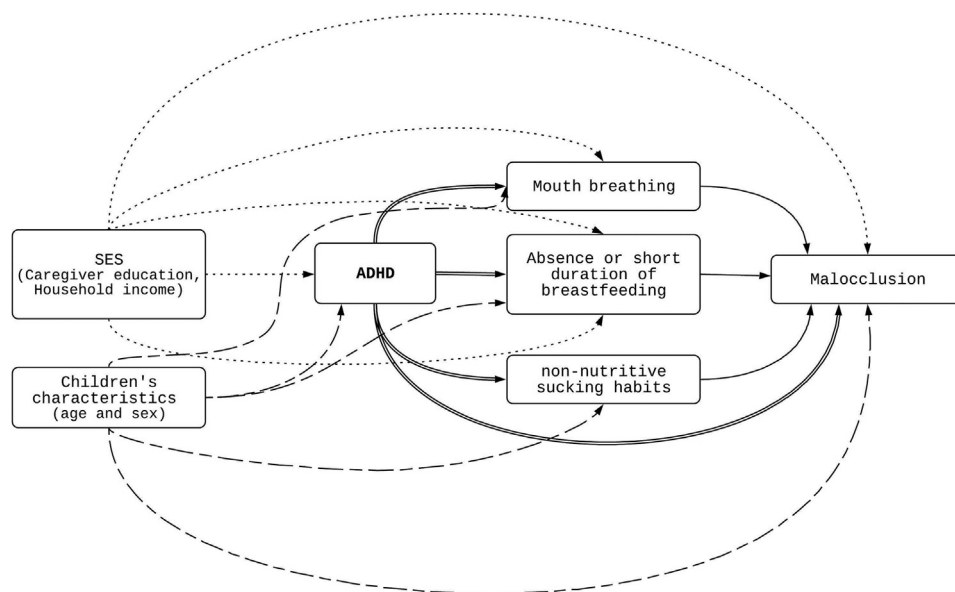 Mouth breathing
SES
(Caregiver education,
Household income)
ADHD
Absence or short
duration of
breastfeeding
Malocclusion
Children's
characteristics
(age and sex)
non-nutritive
sucking habits